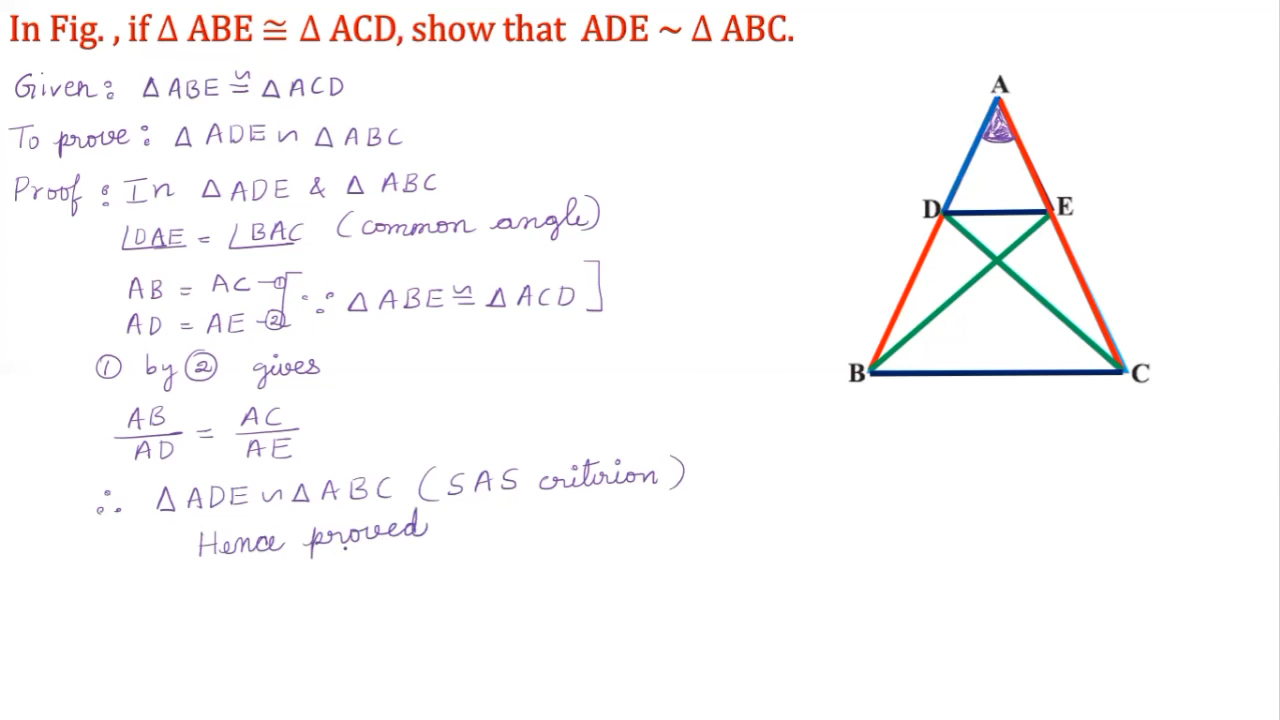 In Fig. , if Δ ABE ≅ Δ ACD, show that ADE ~ Δ ABC.
Given: Δ ABE ≅ Δ ACD
To prove: Δ ADE ∽ Δ ABC
Proof: In Δ ADE & Δ ABC
∠DAE = ∠BAC (common angle)
AB = AC —①
AD = AE —②
[∵ Δ ABE ≅ Δ ACD]
① by ② gives
AB/AD = AC/AE
∴ Δ ADE ∽ Δ ABC (SAS critirion)
Hence proved
A
D
E
B
C